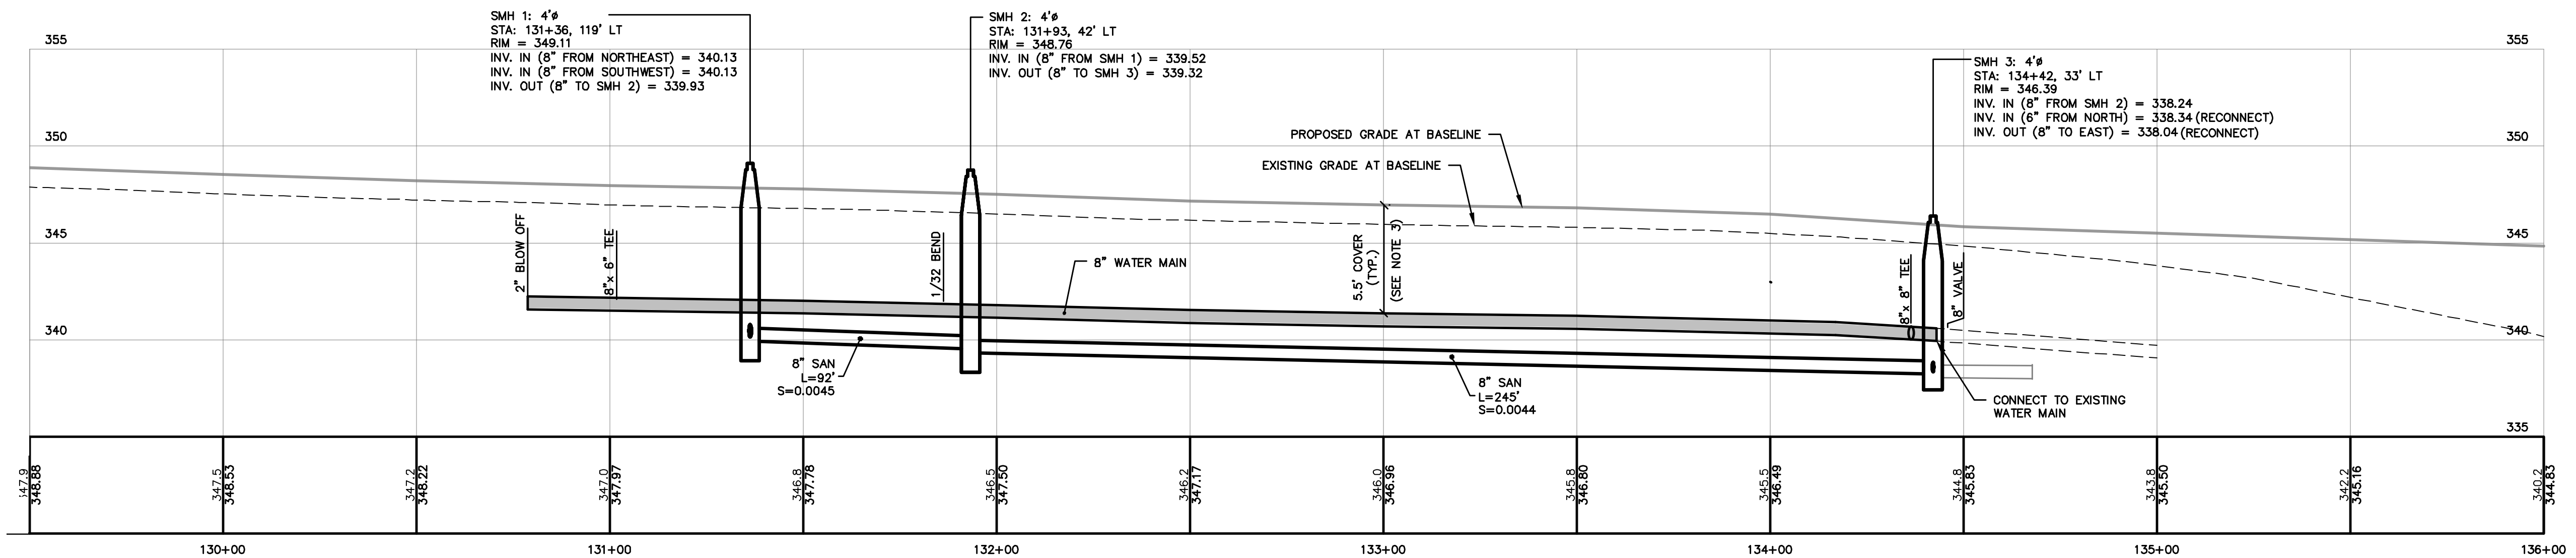 SMH 1: 4'ø
STA: 131+36, 119' LT
RIM = 349.11
INV. IN (8" FROM NORTHEAST) = 340.13
INV. IN (8" FROM SOUTHWEST) = 340.13
INV. OUT (8" TO SMH 2) = 339.93
SMH 2: 4'ø
STA: 131+93, 42' LT
RIM = 348.76
INV. IN (8" FROM SMH 1) = 339.52
INV. OUT (8" TO SMH 3) = 339.32
SMH 3: 4'ø
STA: 134+42, 33' LT
RIM = 346.39
INV. IN (8" FROM SMH 2) = 338.24
INV. IN (6" FROM NORTH) = 338.34 (RECONNECT)
INV. OUT (8" TO EAST) = 338.04 (RECONNECT)
355
355
350
350
345
345
340
340
335
335
PROPOSED GRADE AT BASELINE
EXISTING GRADE AT BASELINE
2" BLOW OFF
8"x 6" TEE
1/32 BEND
8" WATER MAIN
5.5' COVER
(TYP.)
(SEE NOTE 3)
8"x 8" TEE
8" VALVE
8" SAN
L=92'
S=0.0045
8" SAN
L=245'
S=0.0044
CONNECT TO EXISTING
WATER MAIN
347.9
348.88
347.5
348.53
347.2
348.22
347.0
347.97
346.8
347.78
346.5
347.50
346.2
347.17
346.0
346.96
345.8
346.80
345.5
346.49
344.8
345.83
343.8
345.50
342.2
345.16
340.2
344.83
130+00
131+00
132+00
133+00
134+00
135+00
136+00